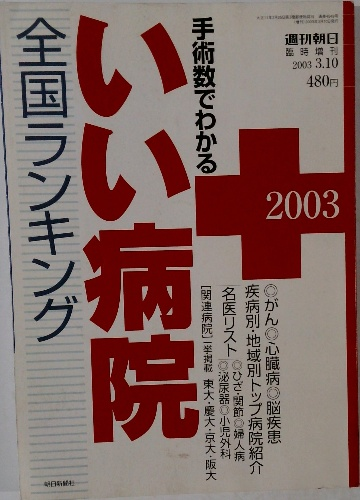 週刊朝日
臨時増刊
2003 3.10
480円
手術数でわかる
いい病院
全国ランキング
2003
◎がん◎心臓病◎脳疾患
疾病別・地域別トップ病院紹介
名医リスト
◎ひざ・関節◎婦人病
◎泌尿器◎小児外科
【関連病院】一挙掲載 東大・慶大・京大・阪大
朝日新聞社